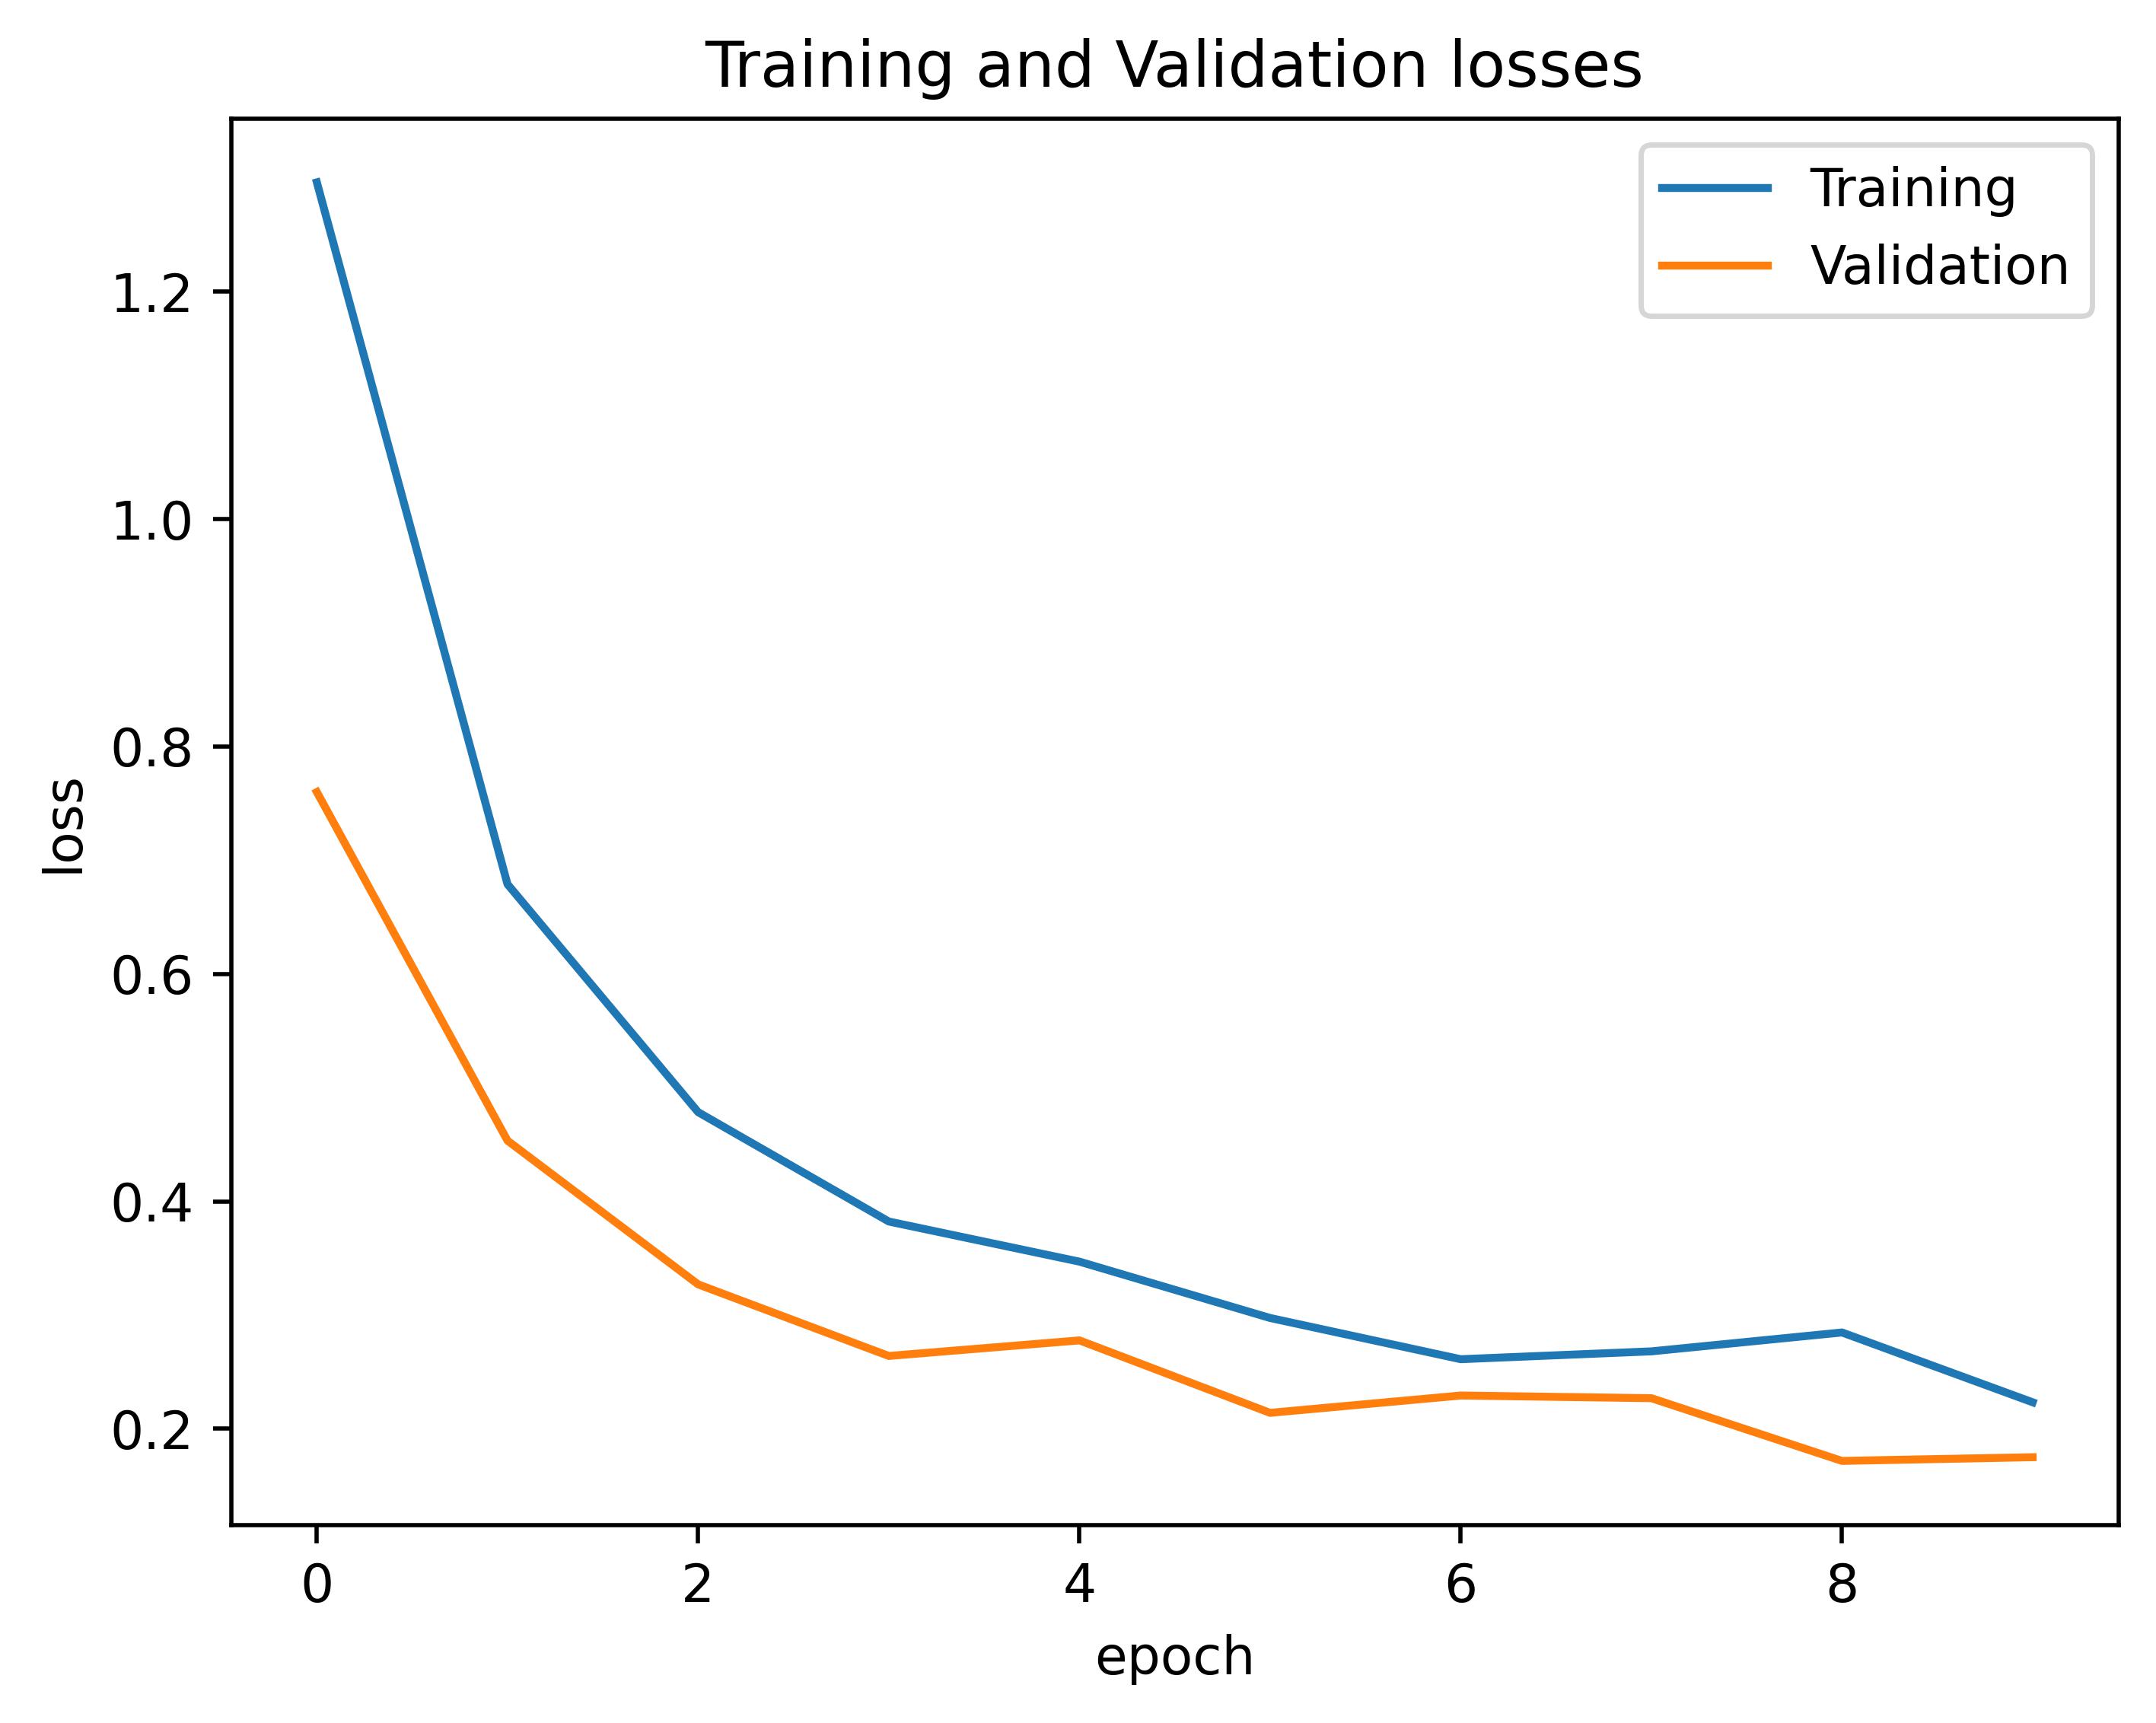 Training and Validation losses
Training
Validation
1.2
1.0
0.8
0.6
0.4
0.2
loss
0 2 4 6 8
epoch